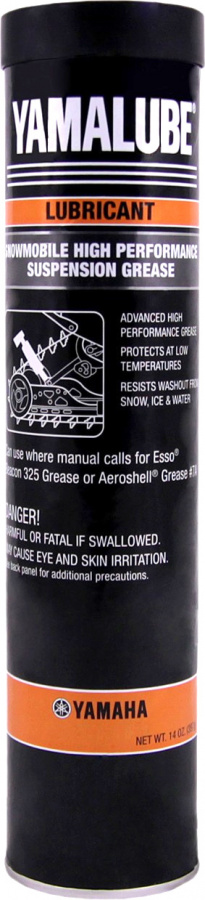 YAMALUBE
LUBRICANT
SNOWMOBILE HIGH PERFORMANCE
SUSPENSION GREASE
ADVANCED HIGH
PERFORMANCE GREASE
PROTECTS AT LOW
TEMPERATURES
RESISTS WASHOUT FROM
SNOW, ICE & WATER
Can use where manual calls for Esso®
Beacon 325 Grease or Aeroshell® Grease #7A
DANGER!
HARMFUL OR FATAL IF SWALLOWED.
MAY CAUSE EYE AND SKIN IRRITATION.
See back panel for additional precautions.
YAMAHA
NET WT. 14 OZ.